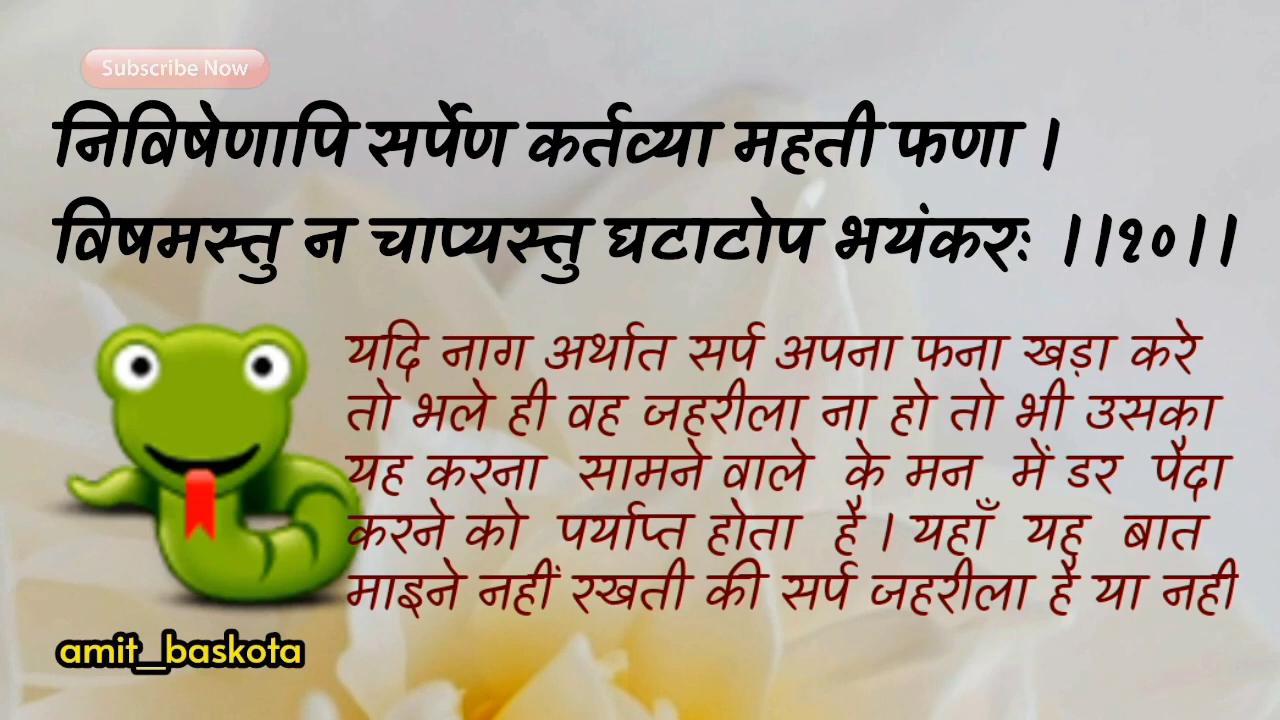 Subscribe Now
निविषेणापि सर्पेण कर्तव्या महती फणा ।
विषमस्तु न चाप्यस्तु घटाटोप भयंकरः ।।१०।।
यदि नाग अर्थात सर्प अपना फना खड़ा करे
तो भले ही वह जहरीला ना हो तो भी उसका
यह करना सामने वाले के मन में डर पैदा
करने को पर्याप्त होता है । यहाँ यह बात
माइने नहीं रखती की सर्प जहरीला है या नही
amit_baskota